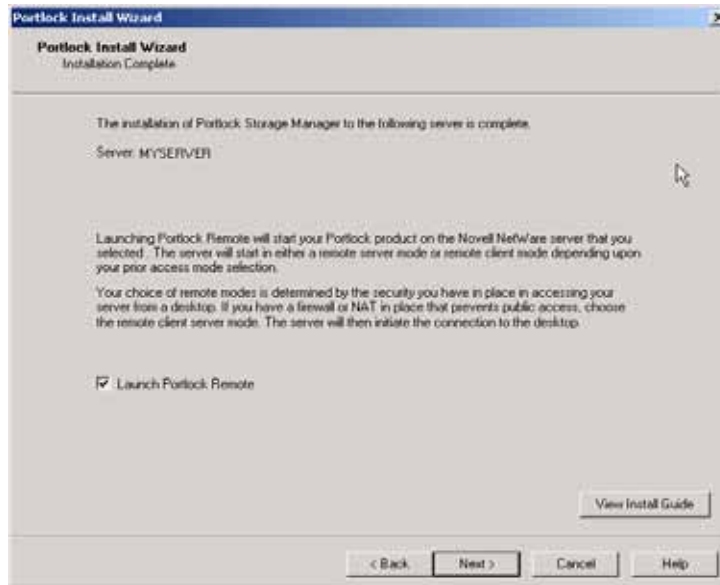 Portlock Install Wizard
Portlock Install Wizard
Installation Complete
The installation of Portlock Storage Manager to the following server is complete.
Server: MYSERVER
Launching Portlock Remote will start your Portlock product on the Novell NetWare server that you
selected. The server will start in either a remote server mode or remote client mode depending upon
your prior access mode selection.
Your choice of remote modes is determined by the security you have in place in accessing your
server from a desktop. If you have a firewall or NAT in place that prevents public access, choose
the remote client server mode. The server will then initiate the connection to the desktop.
Launch Portlock Remote
View Install Guide
< Back
Next >
Cancel
Help